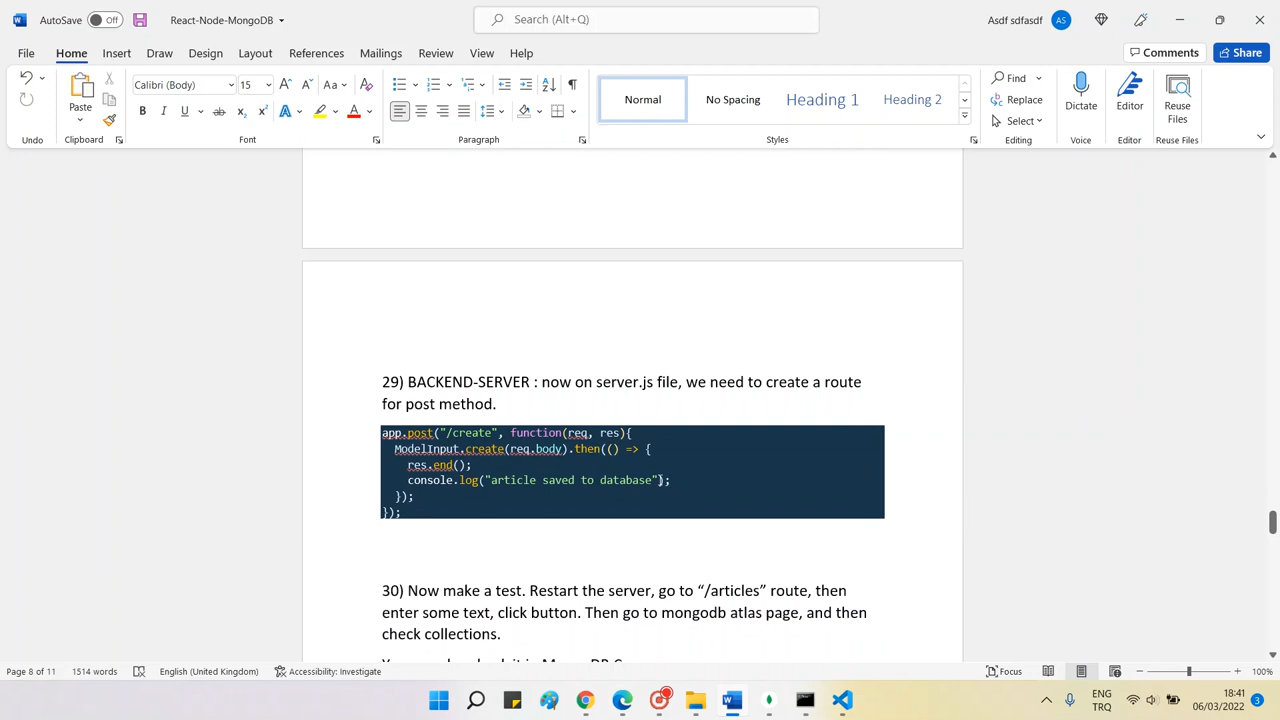 AutoSave Off React-Node-MongoDB Search (Alt+Q) Asdf sdfasdf AS
File Home Insert Draw Design Layout References Mailings Review View Help Comments Share
Calibri (Body) 15 Aa Normal No Spacing Heading 1 Heading 2 Find
Paste B I U ab x₂ x² A A Replace Dictate Editor Reuse Files
Select
Undo Clipboard Font Paragraph Styles Editing Voice Editor Reuse Files
29) BACKEND-SERVER : now on server.js file, we need to create a route
for post method.
app.post("/create", function(req, res){
ModelInput.create(req.body).then(() => {
res.end();
console.log("article saved to database");
});
});
30) Now make a test. Restart the server, go to “/articles” route, then
enter some text, click button. Then go to mongodb atlas page, and then
check collections.
Page 8 of 11 1514 words English (United Kingdom) Accessibility: Investigate Focus 100%
ENG
TRQ
18:41
06/03/2022
3